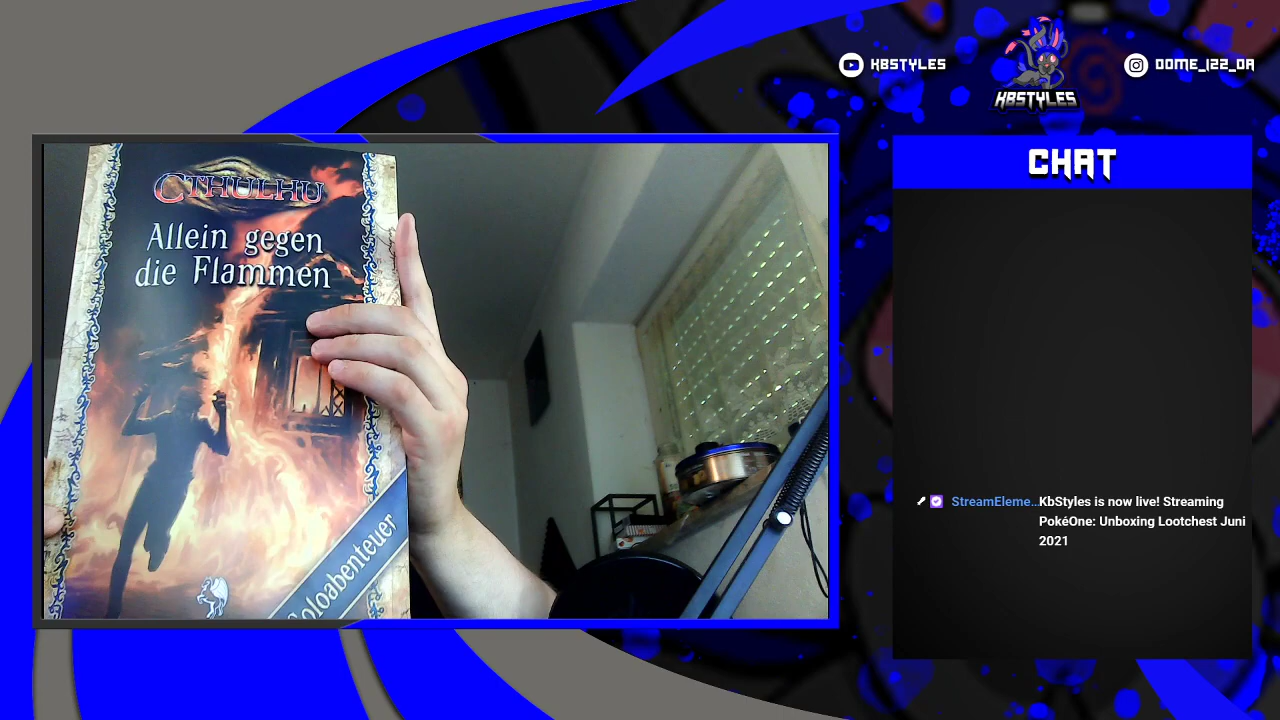 KBSTYLES
DOME_122_DA
KBSTYLES
CHAT
CTHULHU
Allein gegen
die Flammen
Soloabenteuer
StreamEleme... KbStyles is now live! Streaming
PokéOne: Unboxing Lootchest Juni
2021